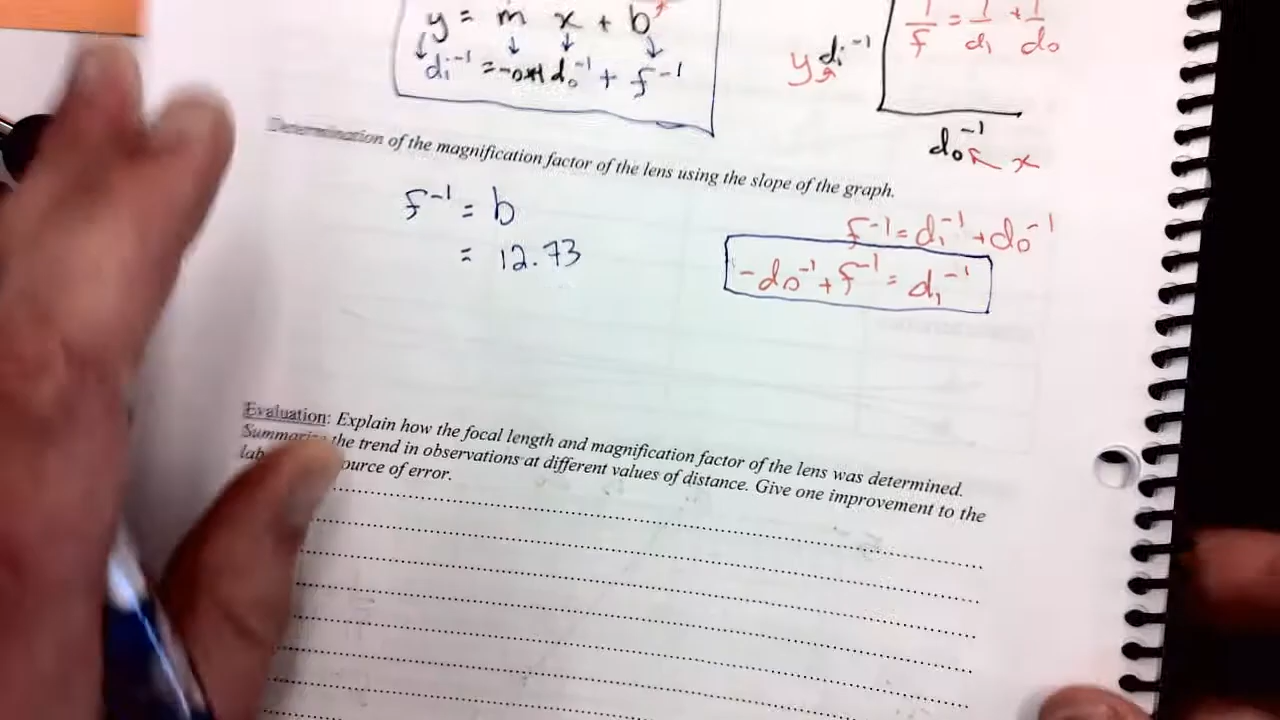 y = m x + b
di⁻¹ = do⁻¹ + f⁻¹
1/f = 1/di + 1/do
y di⁻¹
do⁻¹ x
Determination of the magnification factor of the lens using the slope of the graph.
f⁻¹ = b
= 12.73
f⁻¹ = di⁻¹ + do⁻¹
-do⁻¹ + f⁻¹ = di⁻¹
Evaluation: Explain how the focal length and magnification factor of the lens was determined.
Summarize the trend in observations at different values of distance. Give one improvement to the
lab ource of error.